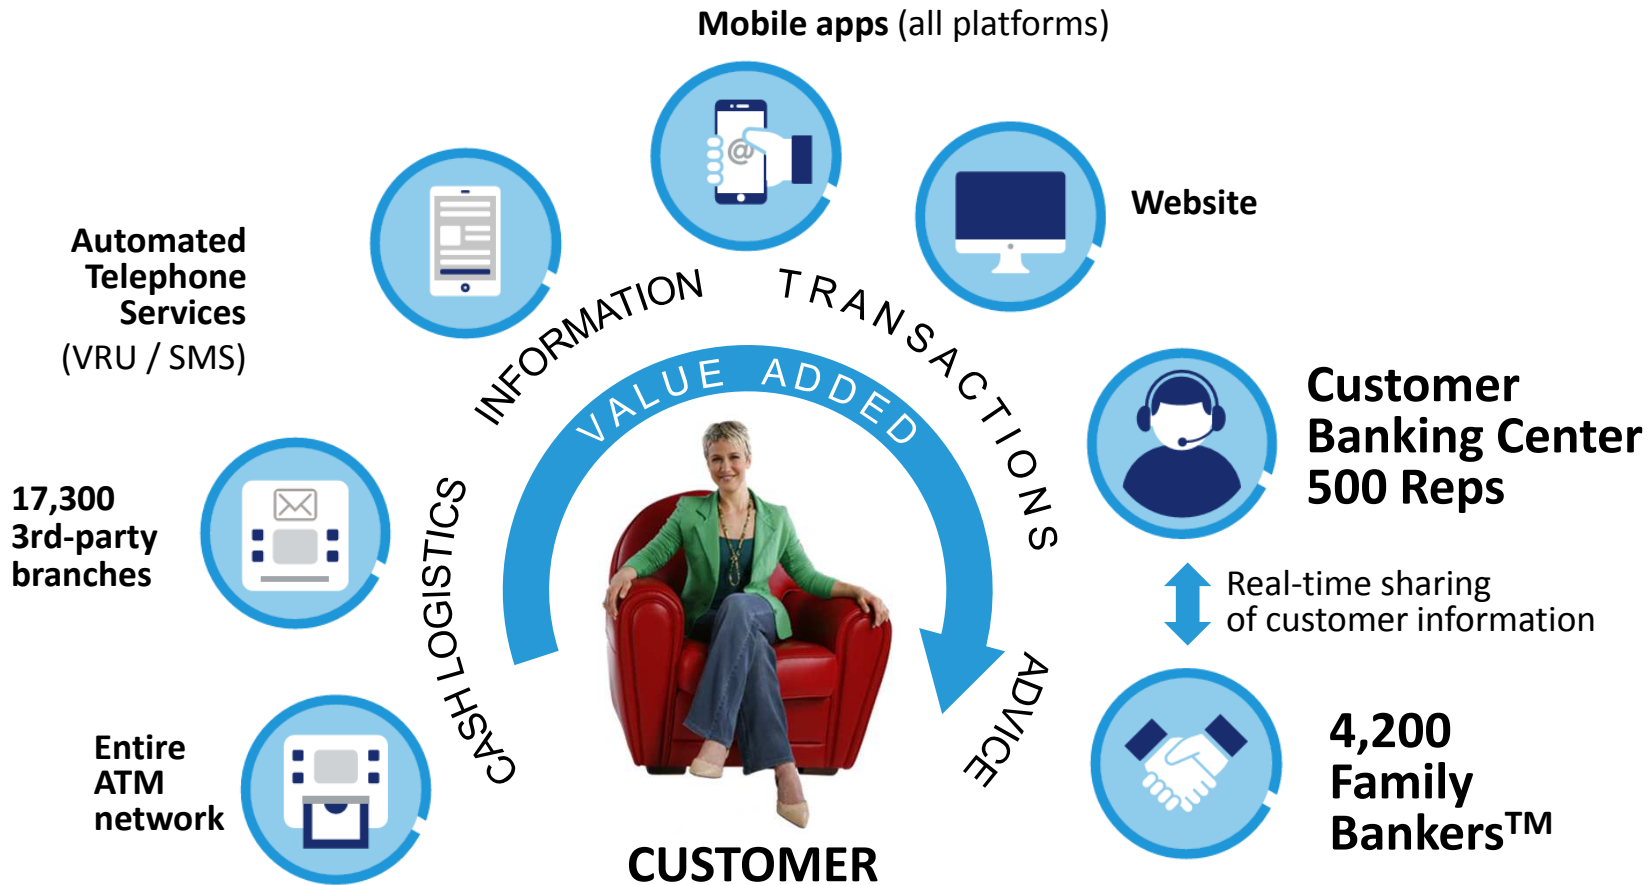 Mobile apps (all platforms)
Website
Automated
Telephone
Services
(VRU / SMS)
INFORMATION
TRANSACTIONS
VALUE ADDED
Customer
Banking Center
500 Reps
17,300
3rd-party
branches
CASH LOGISTICS
@
Real-time sharing
of customer information
ADVICE
Entire
ATM
network
4,200
Family
Bankers™
CUSTOMER